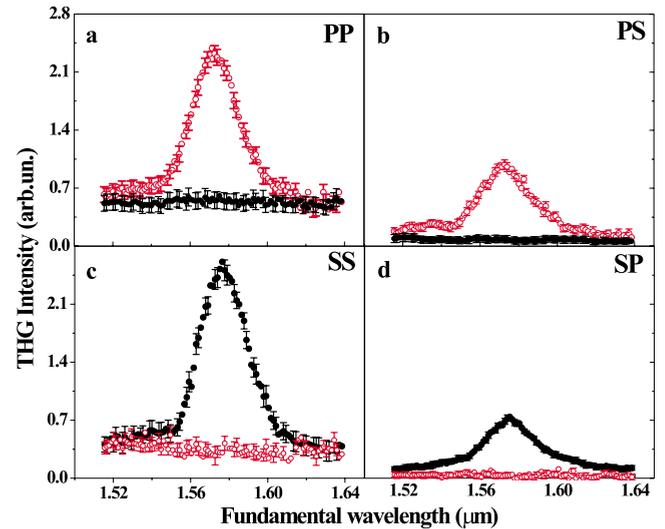 2.8
a
PP
b
PS
2.1
1.4
0.7
0.0
c
SS
d
SP
2.1
1.4
0.7
0.0
THG Intensity (arb.un.)
1.52 1.56 1.60 1.64
1.52 1.56 1.60 1.64
Fundamental wavelength (μm)